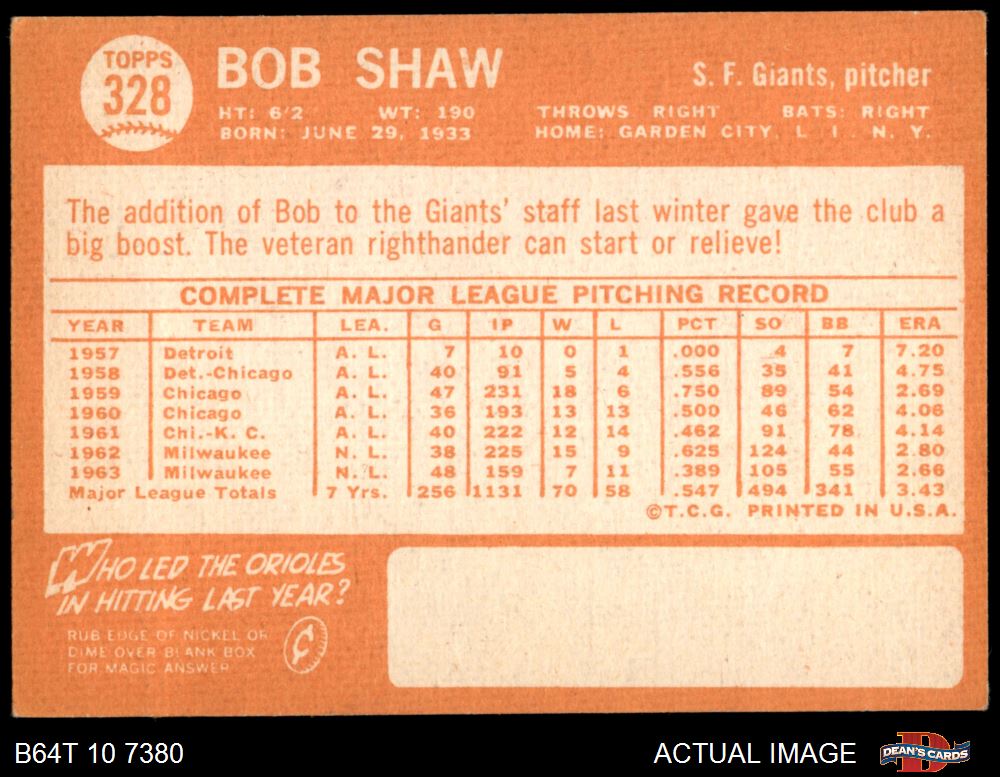 TOPPS
328
BOB SHAW
S. F. Giants, pitcher
HT: 6'2 WT: 190 THROWS RIGHT BATS: RIGHT
BORN: JUNE 29, 1933 HOME: GARDEN CITY, L. I. N. Y.
The addition of Bob to the Giants' staff last winter gave the club a
big boost. The veteran righthander can start or relieve!
COMPLETE MAJOR LEAGUE PITCHING RECORD
YEAR TEAM LEA. G IP W L PCT SO BB ERA
1957 Detroit A. L. 7 10 0 1 .000 4 7 7.20
1958 Det.-Chicago A. L. 40 91 5 4 .556 35 41 4.75
1959 Chicago A. L. 47 231 18 6 .750 89 54 2.69
1960 Chicago A. L. 36 193 13 13 .500 46 62 4.06
1961 Chi.-K. C. A. L. 40 222 12 14 .462 91 78 4.14
1962 Milwaukee N. L. 38 225 15 9 .625 124 44 2.80
1963 Milwaukee N. L. 48 159 7 11 .389 105 55 2.66
Major League Totals 7 Yrs. 256 1131 70 58 .547 494 341 3.43
©T.C.G. PRINTED IN U.S.A.
WHO LED THE ORIOLES
IN HITTING LAST YEAR?
RUB EDGE OF NICKEL OR
DIME OVER BLANK BOX
FOR MAGIC ANSWER
B64T 10 7380
ACTUAL IMAGE
DEAN'S CARDS